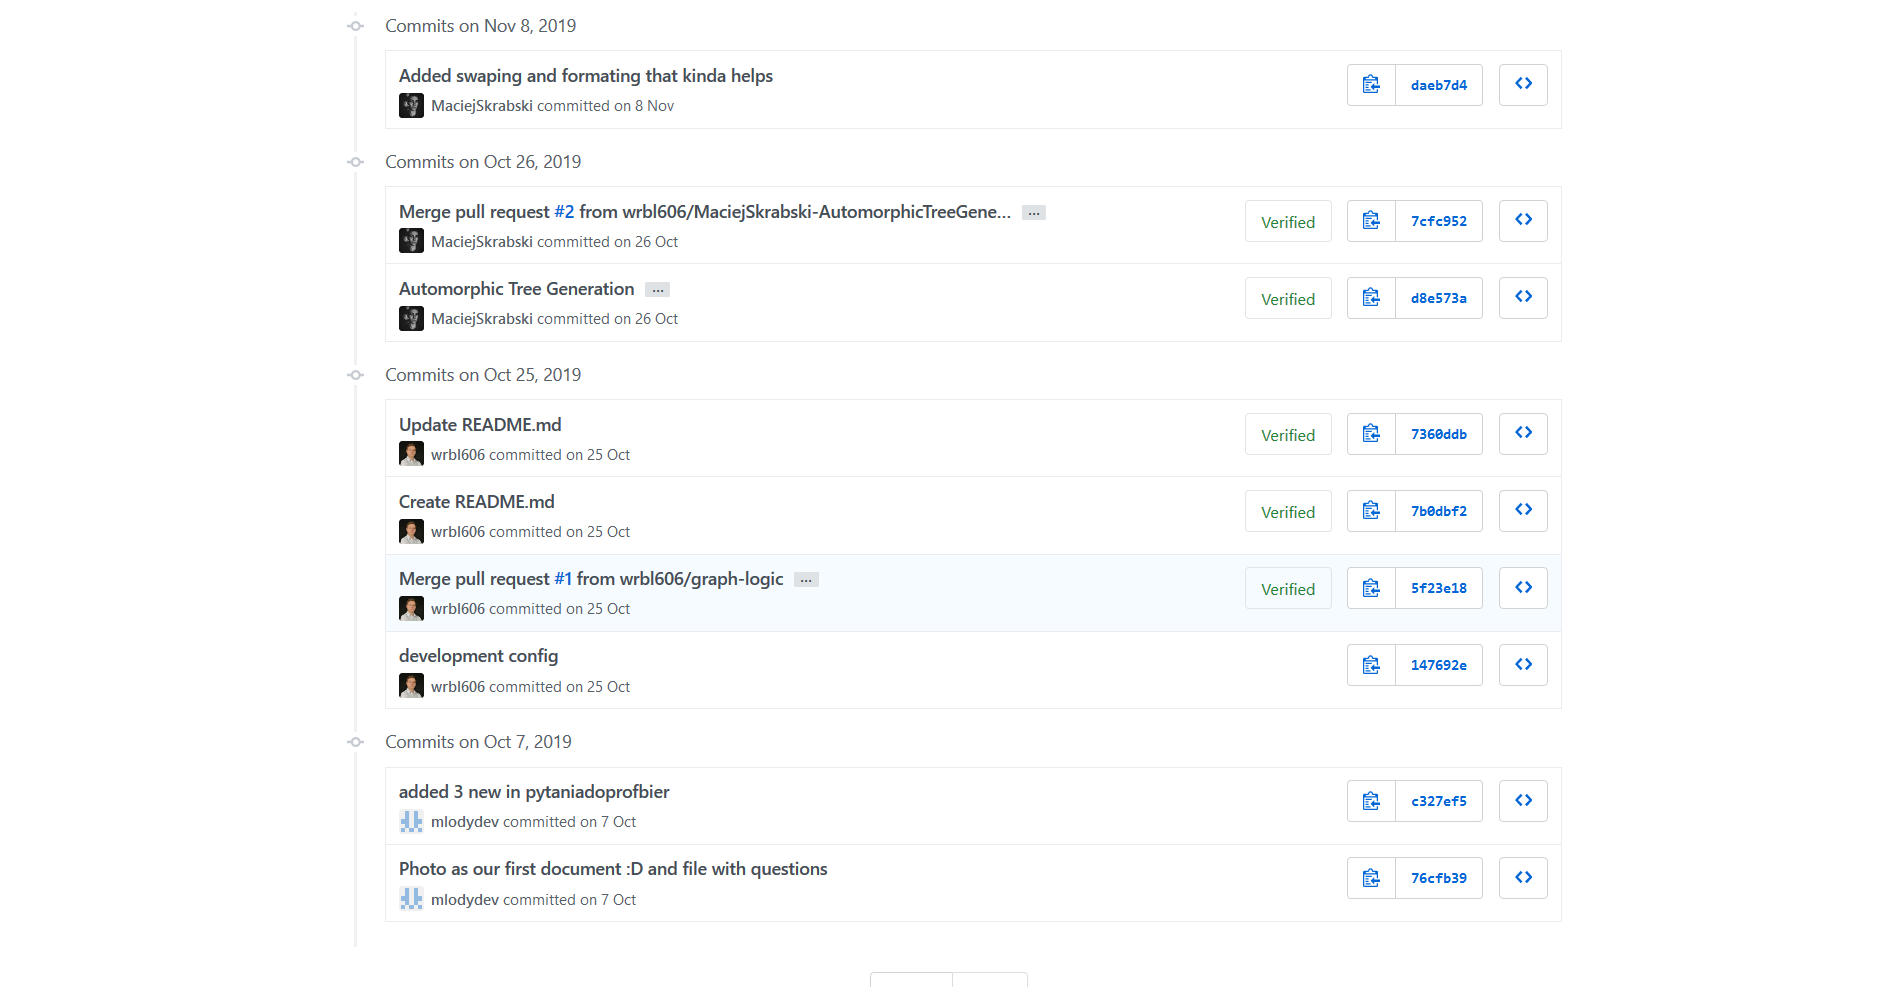 Commits on Nov 8, 2019
Added swaping and formating that kinda helps
daeb7d4
MaciejSkrabski committed on 8 Nov
Commits on Oct 26, 2019
Merge pull request #2 from wrbl606/MaciejSkrabski-AutomorphicTreeGene... …
Verified 7cfc952
MaciejSkrabski committed on 26 Oct
Automorphic Tree Generation …
Verified d8e573a
MaciejSkrabski committed on 26 Oct
Commits on Oct 25, 2019
Update README.md
Verified 7360ddb
wrbl606 committed on 25 Oct
Create README.md
Verified 7b0dbf2
wrbl606 committed on 25 Oct
Merge pull request #1 from wrbl606/graph-logic …
Verified 5f23e18
wrbl606 committed on 25 Oct
development config
147692e
wrbl606 committed on 25 Oct
Commits on Oct 7, 2019
added 3 new in pytaniadoprofbier
c327ef5
mlodydev committed on 7 Oct
Photo as our first document :D and file with questions
76cfb39
mlodydev committed on 7 Oct